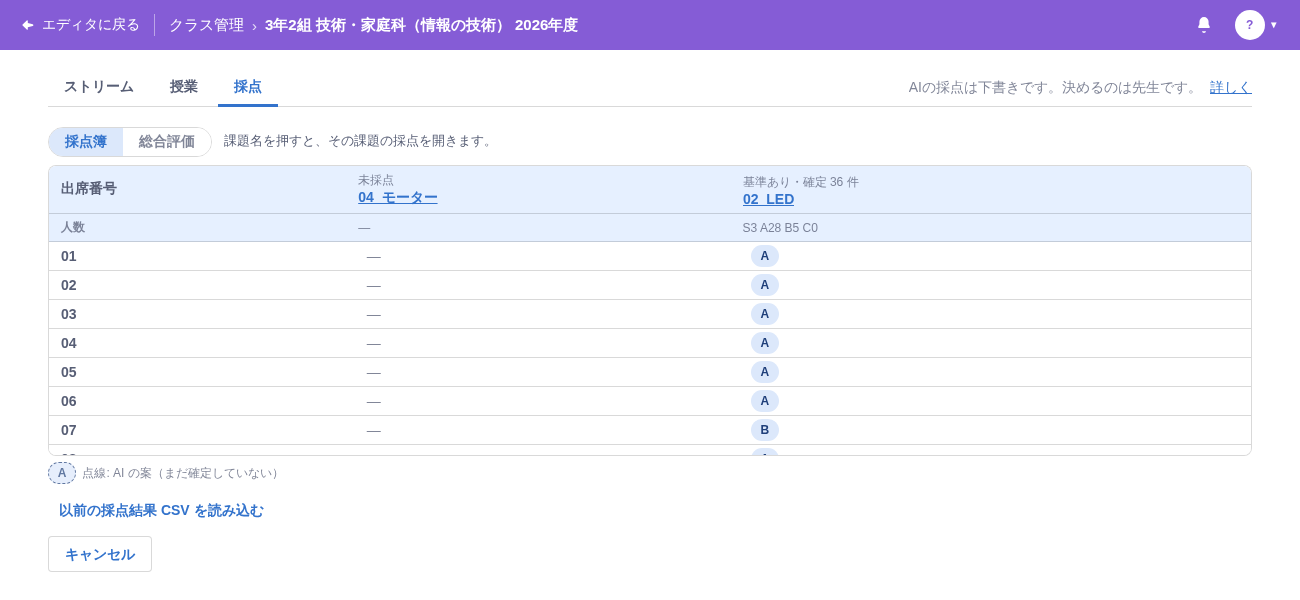 エディタに戻る
クラス管理 › 3年2組 技術・家庭科（情報の技術） 2026年度
?
ストリーム 授業 採点
AIの採点は下書きです。決めるのは先生です。 詳しく
採点簿 総合評価 課題名を押すと、その課題の採点を開きます。
出席番号
未採点
04_モーター
基準あり・確定 36 件
02_LED
人数 — S3 A28 B5 C0
01 — A
02 — A
03 — A
04 — A
05 — A
06 — A
07 — B
A 点線: AI の案（まだ確定していない）
以前の採点結果 CSV を読み込む
キャンセル